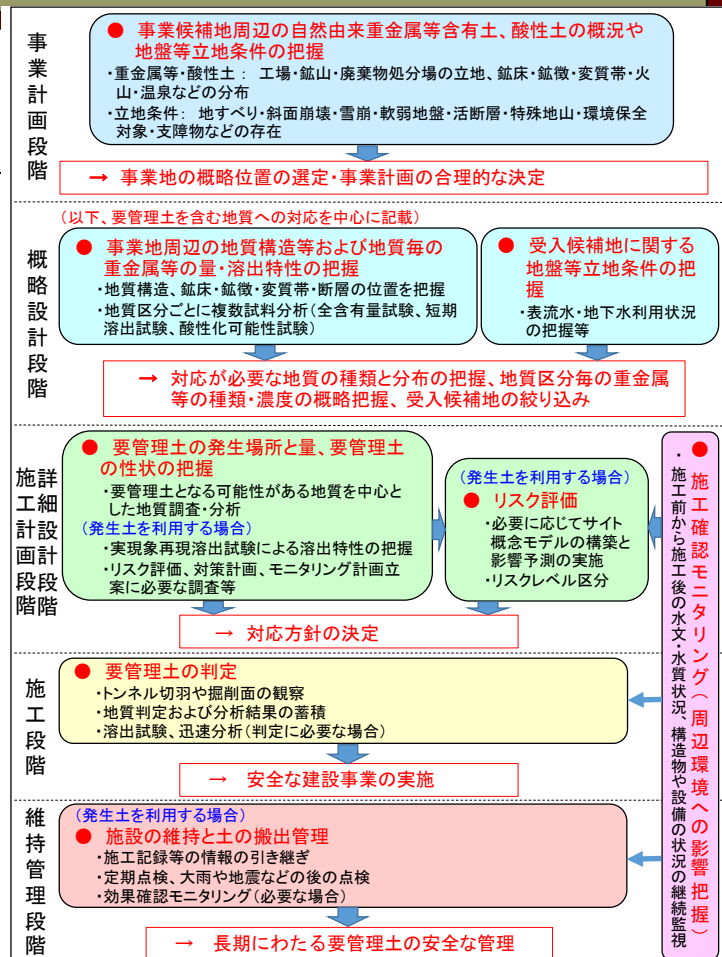 事業計画段階
● 事業候補地周辺の自然由来重金属等含有土、酸性土の概況や
地盤等立地条件の把握
・重金属等・酸性土： 工場・鉱山・廃棄物処分場の立地、鉱床・鉱徴・変質帯・火
山・温泉などの分布
・立地条件： 地すべり・斜面崩壊・雪崩・軟弱地盤・活断層・特殊地山・環境保全
対象・支障物などの存在
→ 事業地の概略位置の選定・事業計画の合理的な決定
（以下、要管理土を含む地質への対応を中心に記載）
概略設計段階
● 事業地周辺の地質構造等および地質毎の
重金属等の量・溶出特性の把握
・地質構造、鉱床・鉱徴・変質帯・断層の位置を把握
・地質区分ごとに複数試料分析（全含有量試験、短期
溶出試験、酸性化可能性試験）
● 受入候補地に関する
地盤等立地条件の把
握
・表流水・地下水利用状況
の把握等
→ 対応が必要な地質の種類と分布の把握、地質区分毎の重金属
等の種類・濃度の概略把握、受入候補地の絞り込み
詳細設計段階
施工計画段階
● 要管理土の発生場所と量、要管理土
の性状の把握
・要管理土となる可能性がある地質を中心と
した地質調査・分析
（発生土を利用する場合）
・実現象再現溶出試験による溶出特性の把握
・リスク評価、対策計画、モニタリング計画立
案に必要な調査等
（発生土を利用する場合）
● リスク評価
・必要に応じてサイト
概念モデルの構築と
影響予測の実施
・リスクレベル区分
→ 対応方針の決定
● 施工確認モニタリング（周辺環境への影響把握）
・施工前から施工後の水文・水質状況、構造物や設備の状況の継続監視
施工段階
● 要管理土の判定
・トンネル切羽や掘削面の観察
・地質判定および分析結果の蓄積
・溶出試験、迅速分析（判定に必要な場合）
→ 安全な建設事業の実施
維持管理段階
（発生土を利用する場合）
● 施設の維持と土の搬出管理
・施工記録等の情報の引き継ぎ
・定期点検、大雨や地震などの後の点検
・効果確認モニタリング（必要な場合）
→ 長期にわたる要管理土の安全な管理